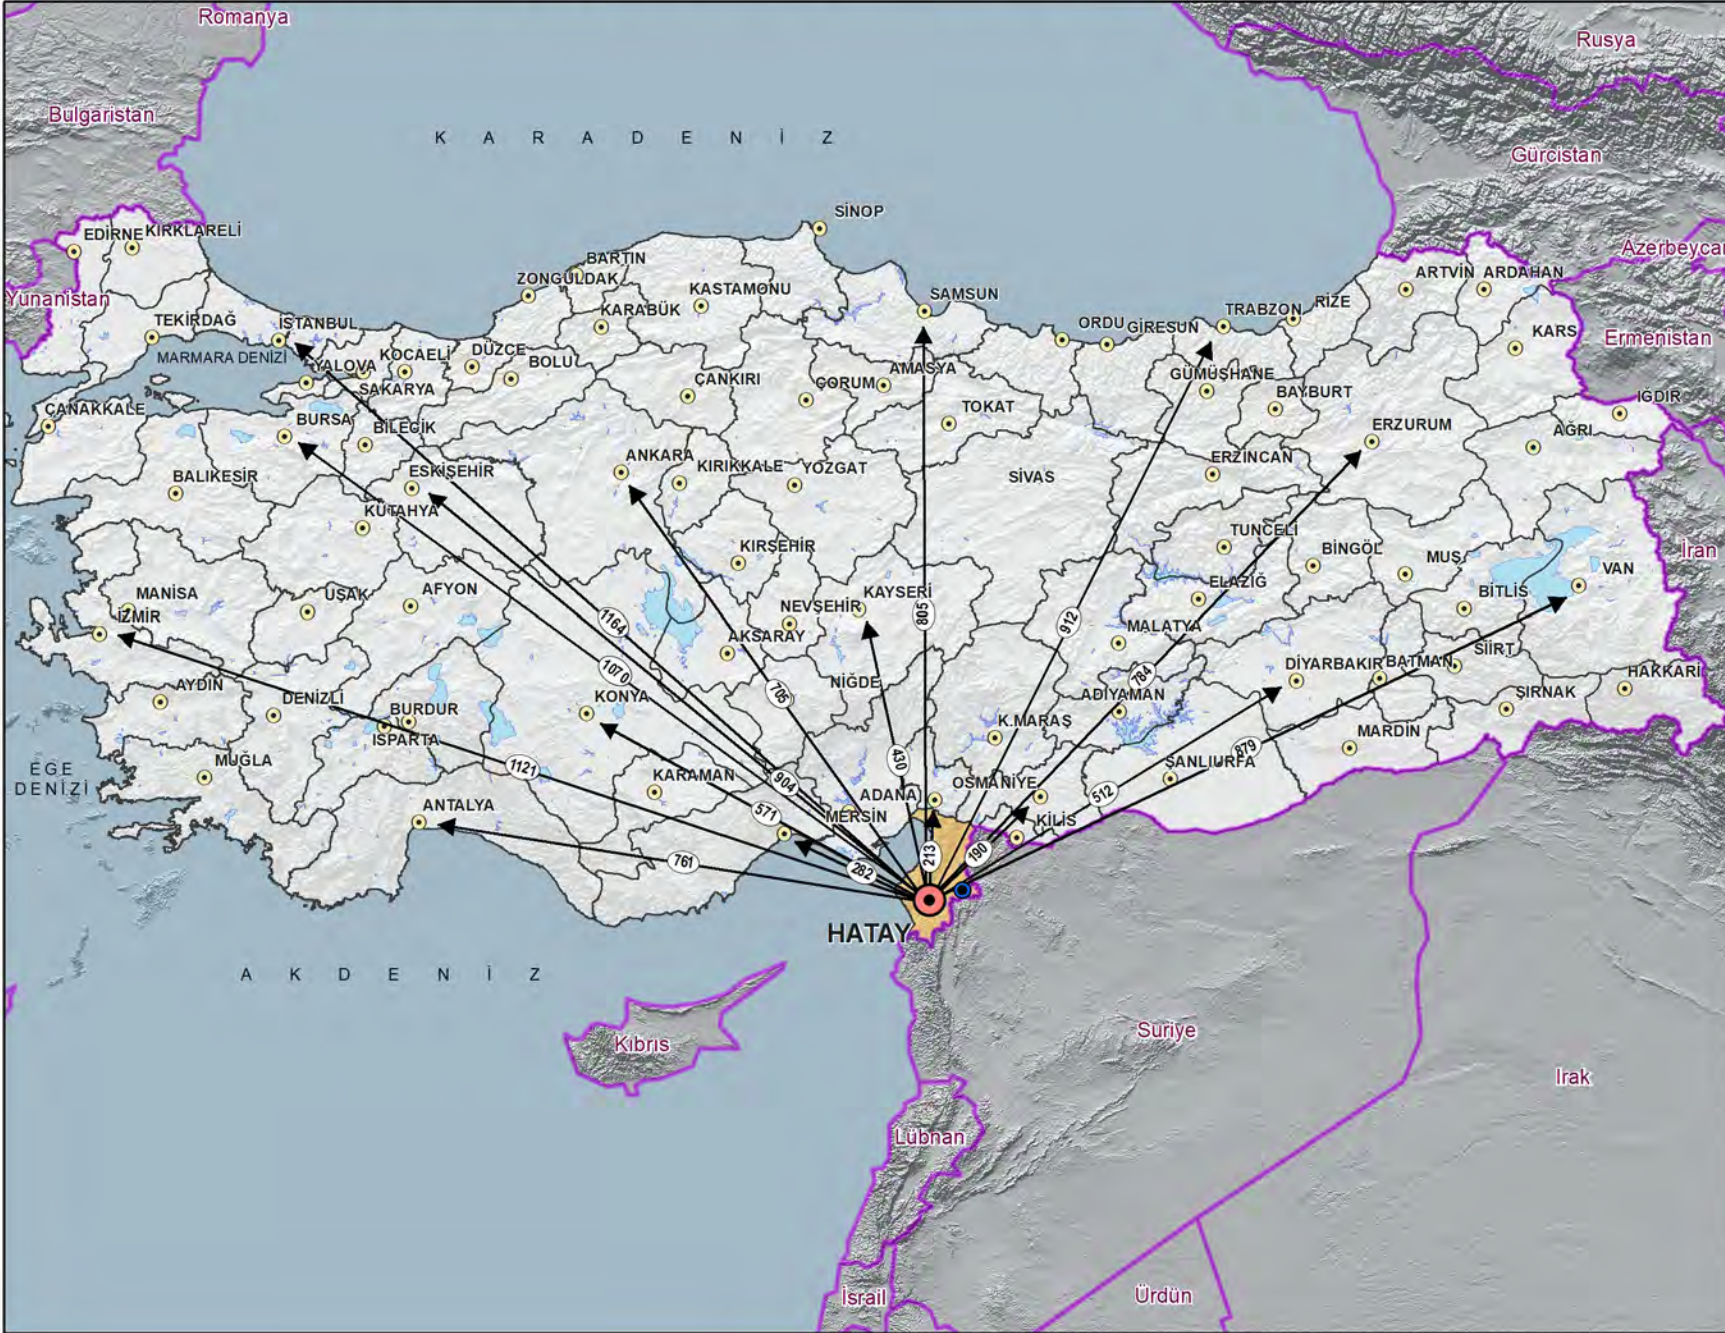 Romanya
Rusya
Bulgaristan
K A R A D E N İ Z
Gürcistan
SİNOP
EDİRNE
KIRKLARELİ
Azerbeycan
BARTIN
ZONGULDAK
KASTAMONU
ARTVİN
ARDAHAN
Yunanistan
SAMSUN
KARABÜK
TRABZON
RİZE
TEKİRDAĞ
İSTANBUL
ORDU
GİRESUN
KARS
Ermenistan
MARMARA DENİZİ
KOCAELİ
DÜZCE
BOLU
YALOVA
SAKARYA
ÇANKIRI
ÇORUM
AMASYA
GÜMÜŞHANE
BAYBURT
IĞDIR
ÇANAKKALE
BURSA
BİLECİK
TOKAT
ERZURUM
AĞRI
ANKARA
KIRIKKALE
YOZGAT
ERZİNCAN
BALIKESİR
ESKİŞEHİR
SİVAS
KÜTAHYA
TUNCELİ
KIRŞEHİR
BİNGÖL
MUŞ
İran
VAN
MANİSA
UŞAK
AFYON
KAYSERİ
ELAZIĞ
BİTLİS
İZMİR
NEVŞEHİR
805
912
1164
AKSARAY
MALATYA
SİİRT
1070
DİYARBAKIR
BATMAN
HAKKARİ
AYDIN
DENİZLİ
KONYA
705
NİĞDE
784
ADIYAMAN
ŞIRNAK
BURDUR
K.MARAŞ
ISPARTA
MARDİN
879
MUĞLA
1121
430
EGE
DENİZİ
KARAMAN
904
ŞANLIURFA
OSMANİYE
ADANA
512
ANTALYA
571
MERSİN
KİLİS
761
282
213
190
HATAY
A K D E N İ Z
Suriye
Kıbrıs
Irak
Lübnan
İsrail
Ürdün